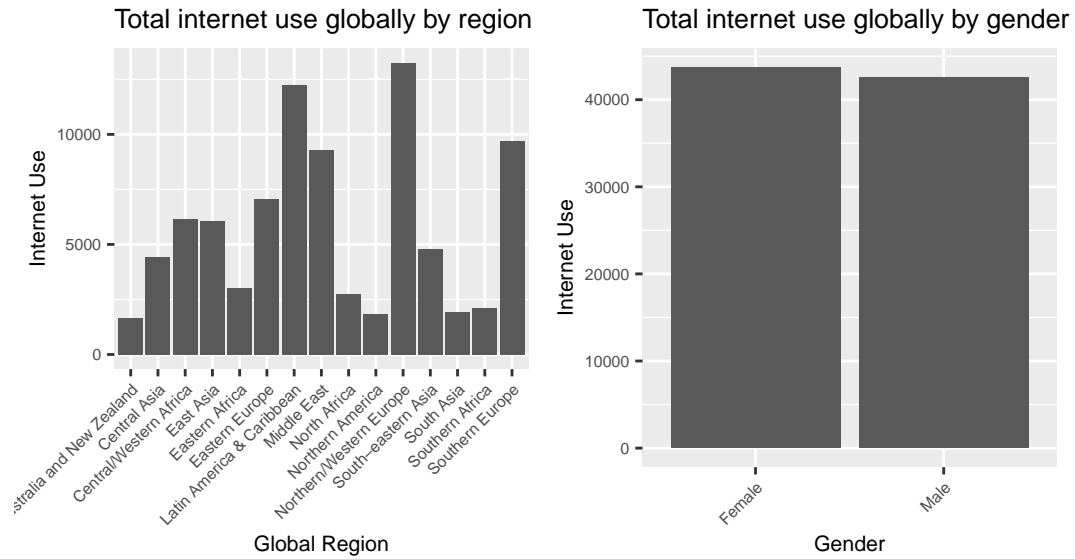 Total internet use globally by region
Internet Use
10000
5000
0
stralia and New Zealand
Central Asia
Central/Western Africa
East Asia
Eastern Africa
Eastern Europe
Latin America & Caribbean
Middle East
North Africa
Northern America
Northern/Western Europe
South−eastern Asia
South Asia
Southern Africa
Southern Europe
Global Region
Total internet use globally by gender
Internet Use
40000
30000
20000
10000
0
Female
Male
Gender